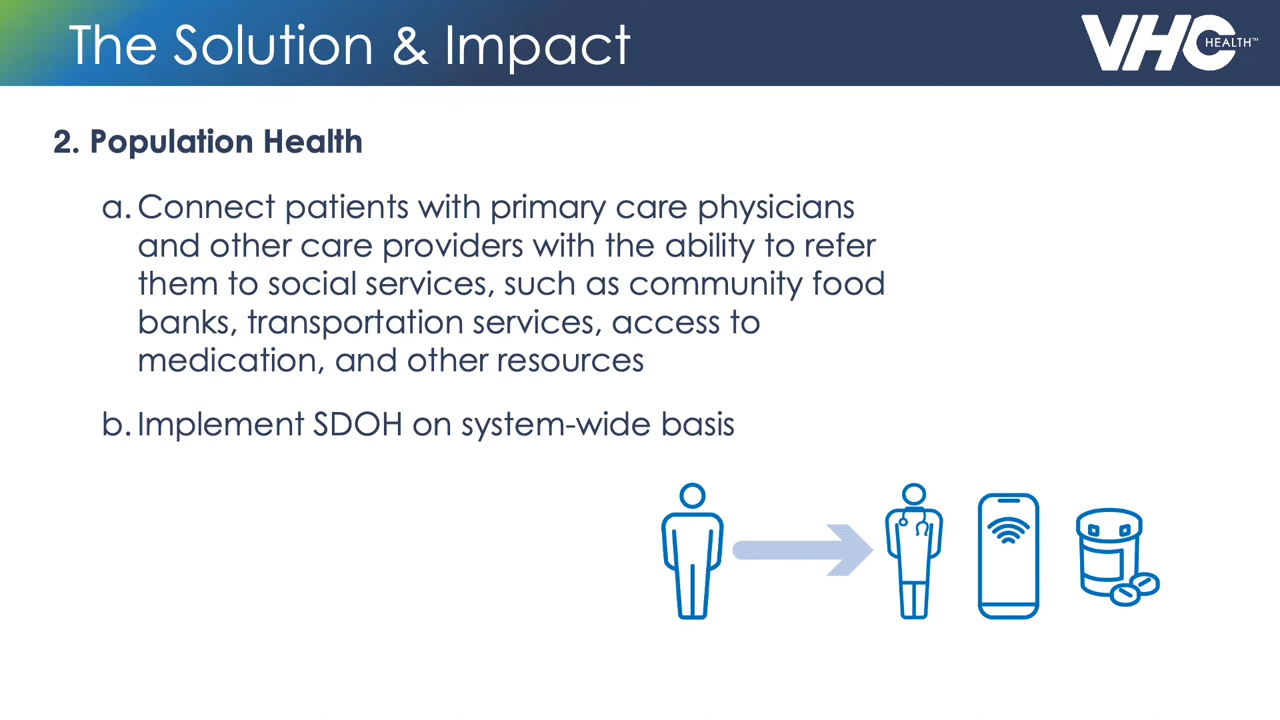 The Solution & Impact
VHC HEALTH™
2. Population Health
a. Connect patients with primary care physicians
and other care providers with the ability to refer
them to social services, such as community food
banks, transportation services, access to
medication, and other resources
b. Implement SDOH on system-wide basis